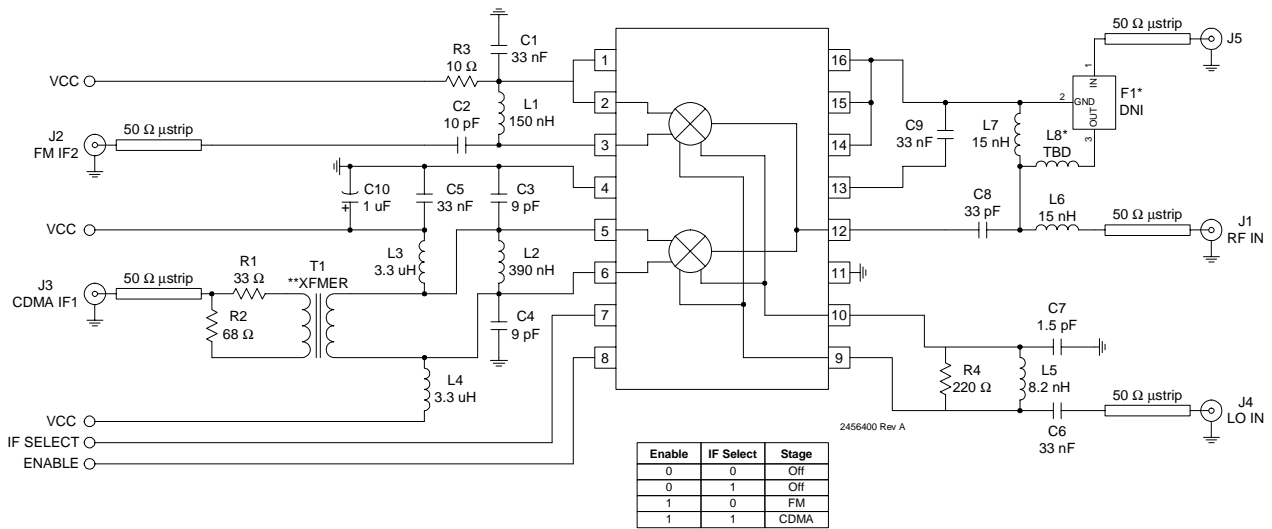 50 Ω µstrip
J5
C1
33 nF
R3
10 Ω
VCC
1
16
1
IN
F1*
DNI
2
GND
OUT
3
2
15
C2
10 pF
L1
150 nH
C9
33 nF
L7
15 nH
L8*
TBD
J2
FM IF2
50 Ω µstrip
3
14
4
13
C10
1 uF
+
C5
33 nF
C3
9 pF
C8
33 pF
L6
15 nH
50 Ω µstrip
J1
RF IN
VCC
5
12
L3
3.3 uH
L2
390 nH
6
11
J3
CDMA IF1
50 Ω µstrip
R1
33 Ω
T1
**XFMER
R2
68 Ω
C4
9 pF
7
10
C7
1.5 pF
8
9
R4
220 Ω
L5
8.2 nH
L4
3.3 uH
50 Ω µstrip
J4
LO IN
C6
33 nF
VCC
IF SELECT
ENABLE
2456400 Rev A
Enable IF Select Stage
0 0 Off
0 1 Off
1 0 FM
1 1 CDMA